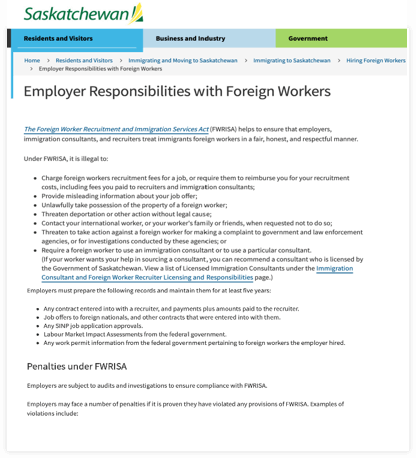 Saskatchewan
Residents and Visitors
Business and Industry
Government
Home > Residents and Visitors > Immigrating and Moving to Saskatchewan > Immigrating to Saskatchewan > Hiring Foreign Workers
> Employer Responsibilities with Foreign Workers
Employer Responsibilities with Foreign Workers
The Foreign Worker Recruitment and Immigration Services Act (FWRISA) helps to ensure that employers,
immigration consultants, and recruiters treat immigrants foreign workers in a fair, honest, and respectful manner.
Under FWRISA, it is illegal to:
• Charge foreign workers recruitment fees for a job, or require them to reimburse you for your recruitment
costs, including fees you paid to recruiters and immigration consultants;
• Provide misleading information about your job offer;
• Unlawfully take possession of the property of a foreign worker;
• Threaten deportation or other action without legal cause;
• Contact your international worker, or your worker's family or friends, when requested not to do so;
• Threaten to take action against a foreign worker for making a complaint to government and law enforcement
agencies, or for investigations conducted by these agencies; or
• Require a foreign worker to use an immigration consultant or to use a particular consultant.
(If your worker wants your help in sourcing a consultant, you can recommend a consultant who is licensed by
the Government of Saskatchewan. View a list of Licensed Immigration Consultants under the Immigration
Consultant and Foreign Worker Recruiter Licensing and Responsibilities page.)
Employers must prepare the following records and maintain them for at least five years:
• Any contract entered into with a recruiter, and payments plus amounts paid to the recruiter.
• Job offers to foreign nationals, and other contracts that were entered into with them.
• Any SINP job application approvals.
• Labour Market Impact Assessments from the federal government.
• Any work permit information from the federal government pertaining to foreign workers the employer hired.
Penalties under FWRISA
Employers are subject to audits and investigations to ensure compliance with FWRISA.
Employers may face a number of penalties if it is proven they have violated any provisions of FWRISA. Examples of
violations include: